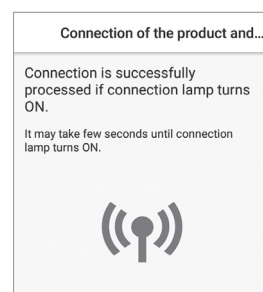 Connection of the product and...
Connection is successfully
processed if connection lamp turns
ON.
It may take few seconds until connection
lamp turns ON.